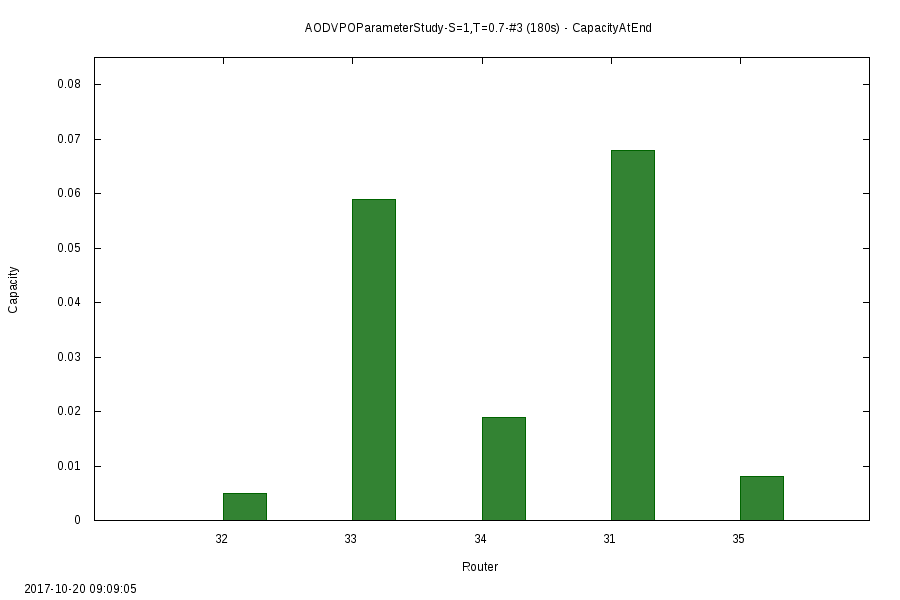 AODVPOParameterStudy-S=1,T=0.7-#3 (180s) - CapacityAtEnd
0.08
0.07
0.06
0.05
0.04
0.03
0.02
0.01
0
Capacity
32 33 34 31 35
Router
2017-10-20 09:09:05